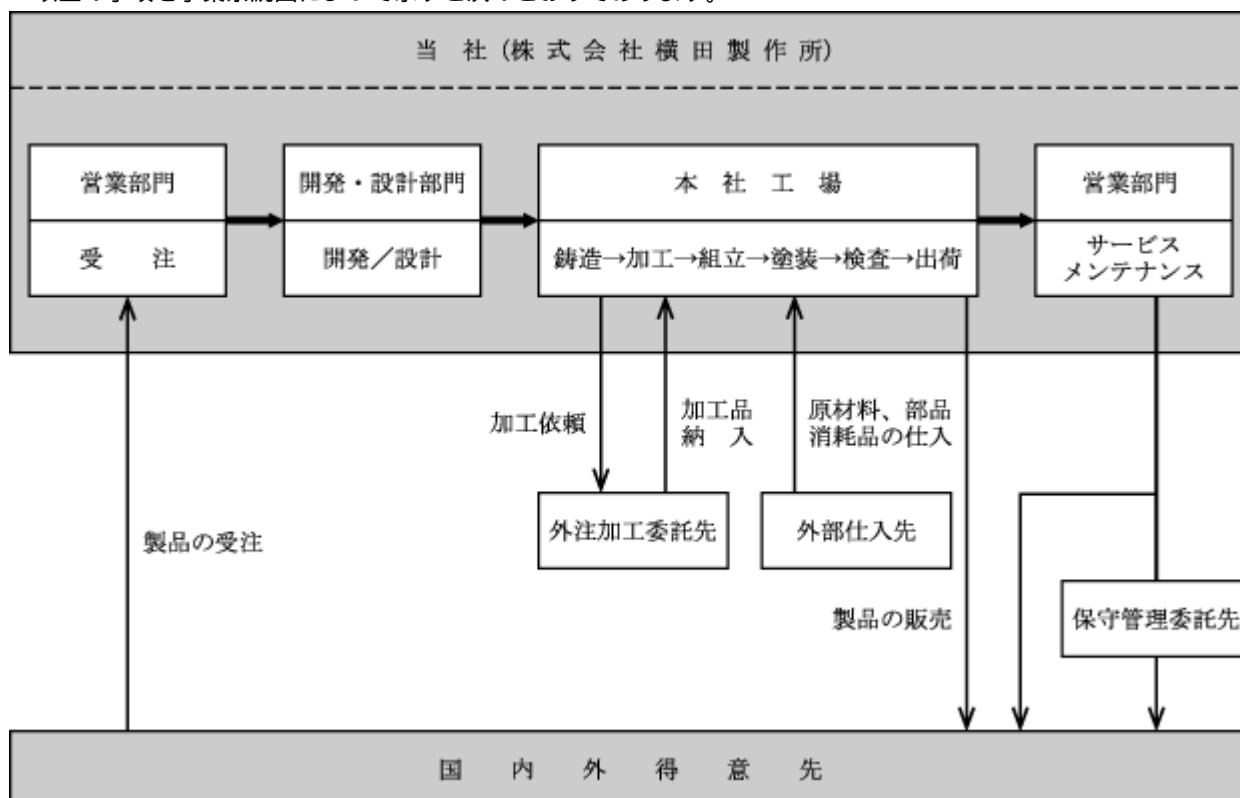 当社(株式会社横田製作所)
営業部門
受注
開発・設計部門
開発／設計
本社工場
鋳造→加工→組立→塗装→検査→出荷
営業部門
サービス
メンテナンス
加工依頼
加工品
納入
原材料、部品
消耗品の仕入
製品の受注
外注加工委託先
外部仕入先
製品の販売
保守管理委託先
国内外得意先